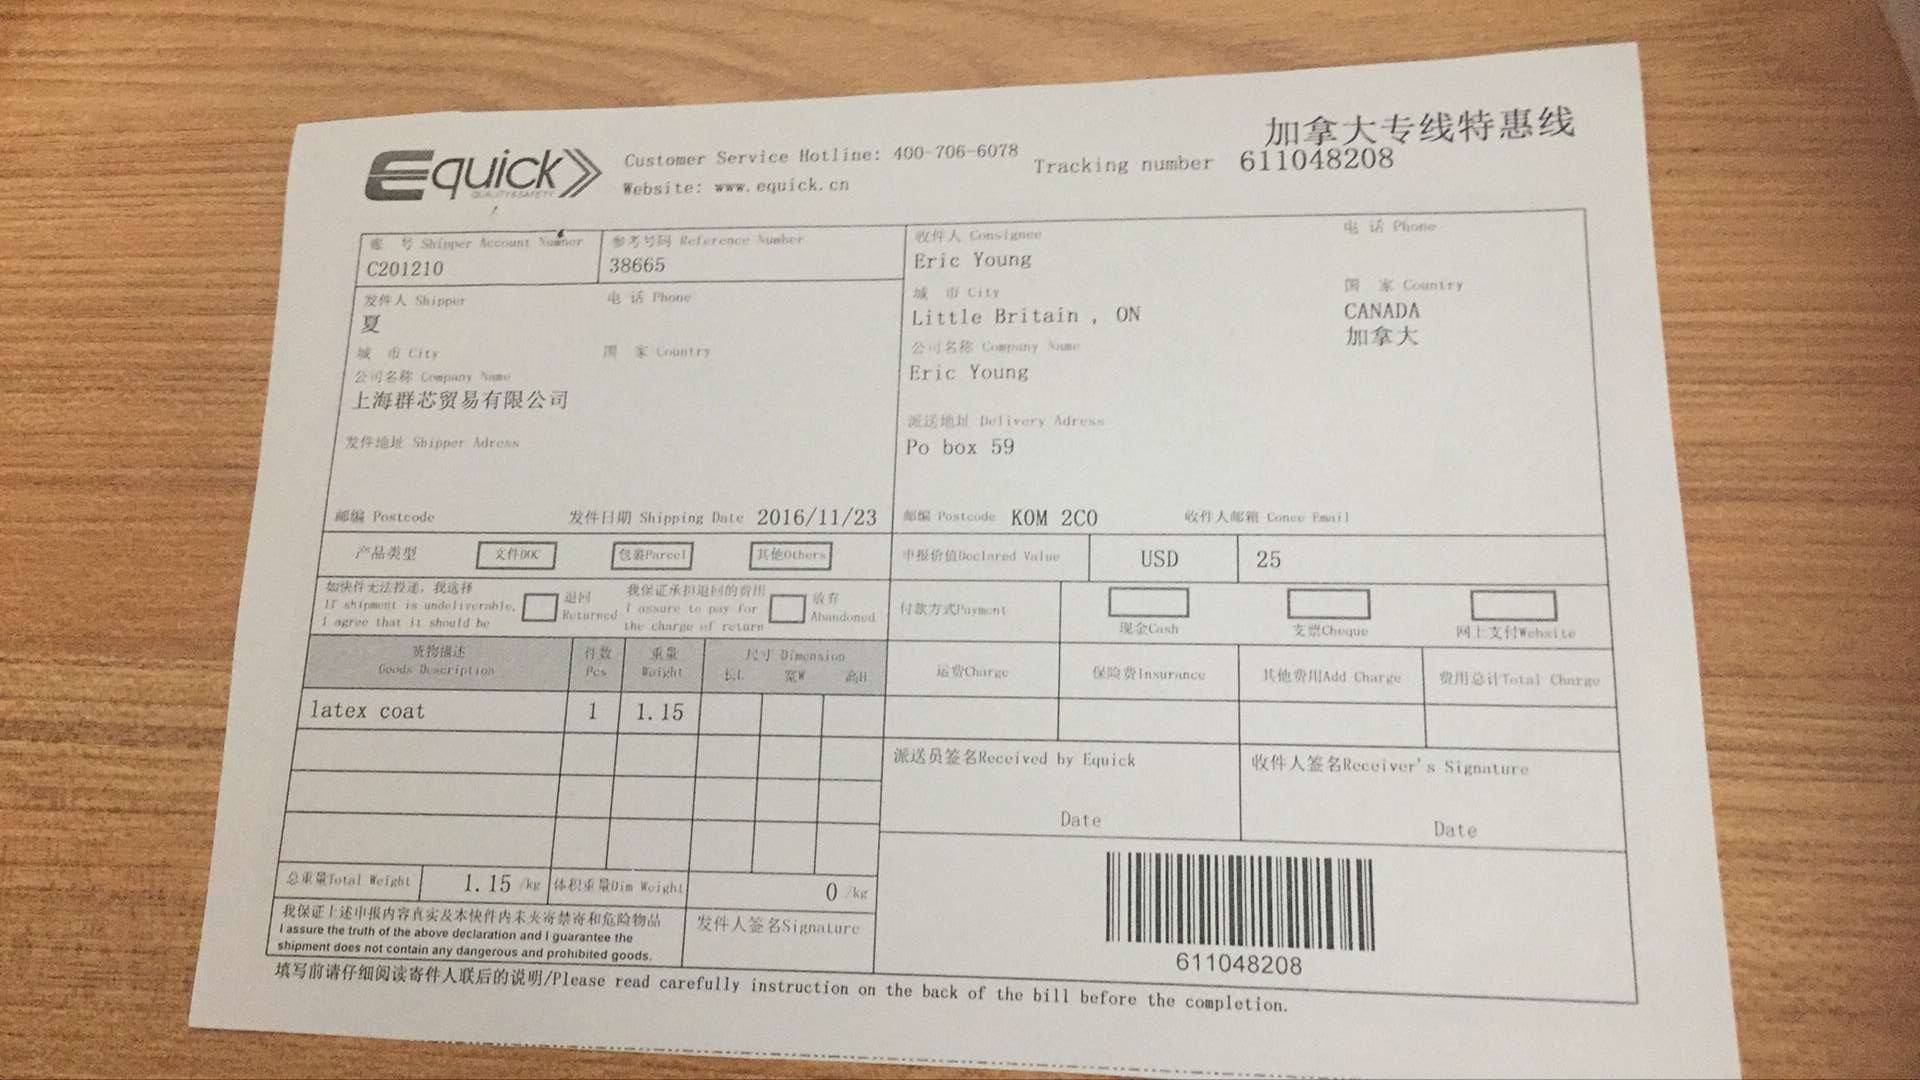 Equick
QUALITY&SAFETY
Customer Service Hotline: 400-706-6078
Website: www.equick.cn
加拿大专线特惠线
Tracking number 611048208
账 号 Shipper Account Numner
C201210
参考号码 Reference Number
38665
发件人 Shipper
电 话 Phone
夏
城 市 City
国 家 Country
公司名称 Company Name
上海群芯贸易有限公司
发件地址 Shipper Adress
邮编 Postcode
发件日期 Shipping Date 2016/11/23
收件人 Consignee
电 话 Phone
Eric Young
城 市 City
国 家 Country
Little Britain , ON
CANADA
加拿大
公司名称 Company Name
Eric Young
派送地址 Delivery Adress
Po box 59
邮编 Postcode K0M 2C0
收件人邮箱 Conee Email
产品类型
文件DOC
包裹Parcel
其他Others
申报价值Declared Value
USD
25
如快件无法投递，我选择
If shipment is undeliverable,
I agree that it should be
退回
Returned
我保证承担退回的费用
I assure to pay for
the charge of return
放弃
Abandoned
付款方式Payment
现金Cash
支票Cheque
网上支付Website
货物描述
Goods Description
件数
Pcs
重量
Weight
尺寸 Dimension
长L 宽W 高H
运费Charge
保险费Insurance
其他费用Add Charge
费用总计Total Charge
latex coat 1 1.15
派送员签名Received by Equick
Date
收件人签名Receiver's Signature
Date
总重量Total Weight 1.15 /kg
体积重量Dim Weight 0 /kg
我保证上述申报内容真实及本快件内未夹寄禁寄和危险物品
I assure the truth of the above declaration and I guarantee the
shipment does not contain any dangerous and prohibited goods.
发件人签名Signature
611048208
填写前请仔细阅读寄件人联后的说明/Please read carefully instruction on the back of the bill before the completion.